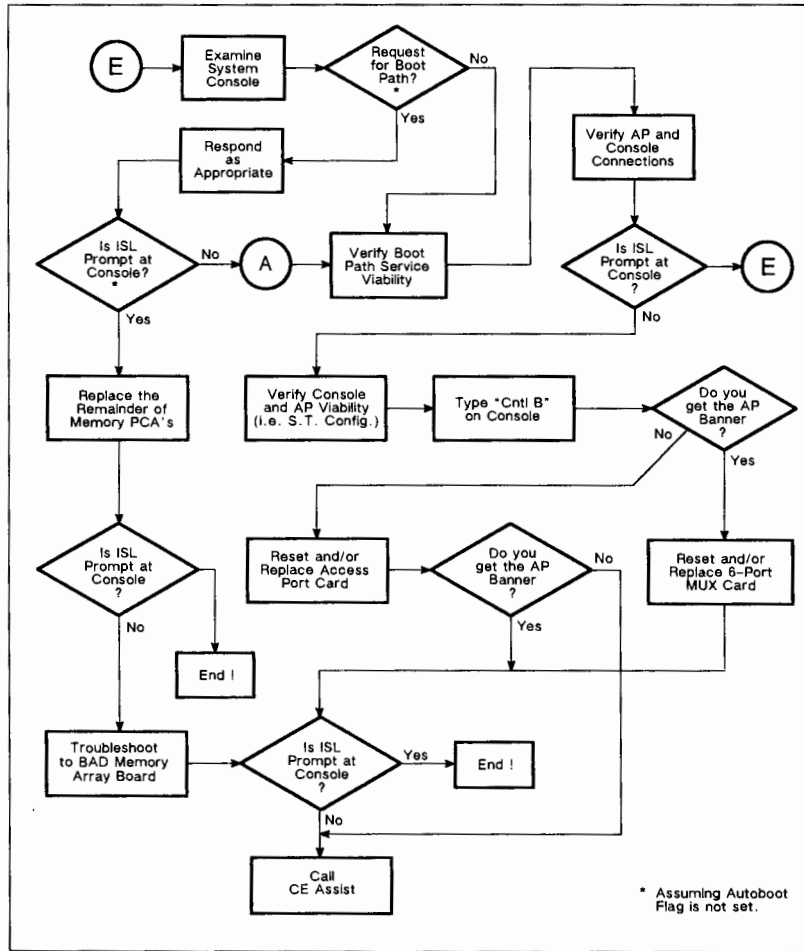 E
Examine
System
Console
Request
for Boot
Path?
*
No
Yes
Respond
as
Appropriate
Verify AP and
Console
Connections
Is ISL
Prompt at
Console?
*
No
A
Verify Boot
Path Service
Viability
Is ISL
Prompt at
Console
?
E
Yes
No
Replace the
Remainder of
Memory PCA's
Verify Console
and AP Viability
(i.e. S.T. Config.)
Type "Cntl B"
on Console
Do you
get the AP
Banner
?
No
Yes
Is ISL
Prompt at
Console
?
No
End !
Reset and/or
Replace Access
Port Card
Do you
get the AP
Banner
?
No
Yes
Reset and/or
Replace 6-Port
MUX Card
Troubleshoot
to BAD Memory
Array Board
Is ISL
Prompt at
Console
?
Yes
End !
No
Call
CE Assist
* Assuming Autoboot
Flag is not set.